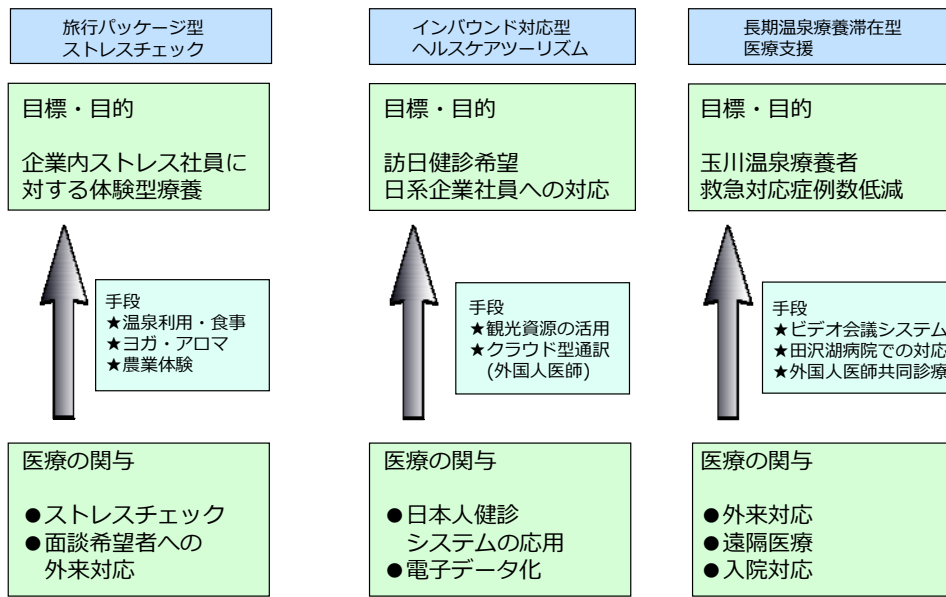 旅行パッケージ型
ストレスチェック
目標・目的
企業内ストレス社員に
対する体験型療養
手段
★温泉利用・食事
★ヨガ・アロマ
★農業体験
医療の関与
●ストレスチェック
●面談希望者への
外来対応
インバウンド対応型
ヘルスケアツーリズム
目標・目的
訪日健診希望
日系企業社員への対応
手段
★観光資源の活用
★クラウド型通訳
(外国人医師)
医療の関与
●日本人健診
システムの応用
●電子データ化
長期温泉療養滞在型
医療支援
目標・目的
玉川温泉療養者
救急対応症例数低減
手段
★ビデオ会議システム
★田沢湖病院での対応
★外国人医師共同診療
医療の関与
●外来対応
●遠隔医療
●入院対応